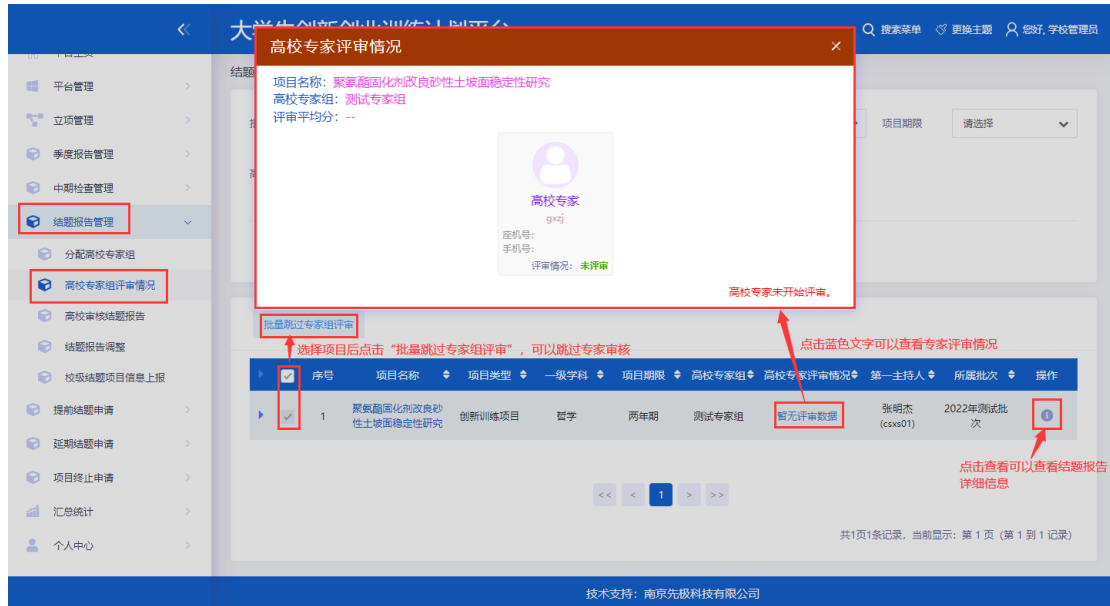 大学生创新创业训练计划平台
搜索菜单
更换主题
您好, 学校管理员
平台管理
立项管理
季度报告管理
中期检查管理
结题报告管理
分配高校专家组
高校专家组评审情况
高校审核结题报告
结题报告调整
校级结题项目信息上报
提前结题申请
延期结题申请
项目终止申请
汇总统计
个人中心
高校专家评审情况
×
项目名称：聚氨酯固化剂改良砂性土坡面稳定性研究
高校专家组：测试专家组
评审平均分：--
高校专家
gxzj
座机号：
手机号：
评审情况：未评审
高校专家未开始评审。
结题
项目期限
请选择
批量跳过专家组评审
选择项目后点击“批量跳过专家组评审”，可以跳过专家审核
点击蓝色文字可以查看专家评审情况
序号 项目名称 项目类型 一级学科 项目期限 高校专家组 高校专家评审情况 第一主持人 所属批次 操作
1 聚氨酯固化剂改良砂性土坡面稳定性研究 创新训练项目 哲学 两年期 测试专家组 暂无评审数据 张明杰 (csxs01) 2022年测试批次
点击查看可以查看结题报告
详细信息
<< < 1 > >>
共1页1条记录, 当前显示: 第 1 页 (第 1 到 1 记录)
技术支持：南京先极科技有限公司